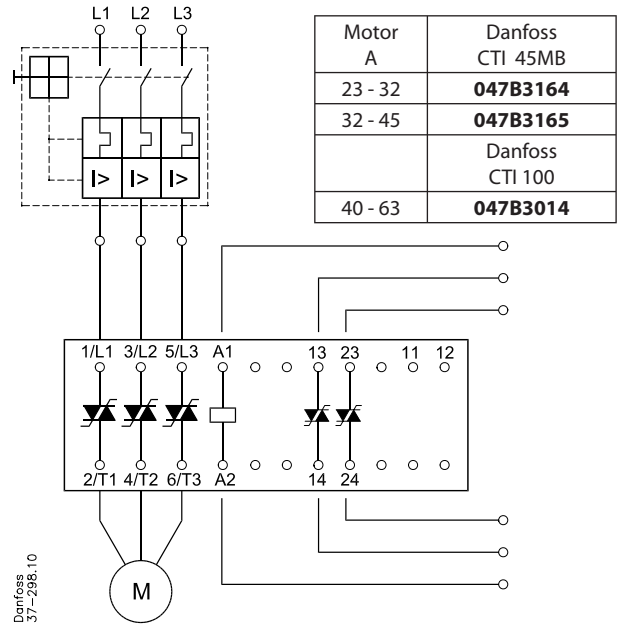 L1 L2 L3
Motor A
Danfoss CTI 45MB
23 - 32 047B3164
32 - 45 047B3165
Danfoss CTI 100
40 - 63 047B3014
I> I> I>
1/L1 3/L2 5/L3 A1 13 23 11 12
2/T1 4/T2 6/T3 A2 14 24
M
Danfoss
37-298.10